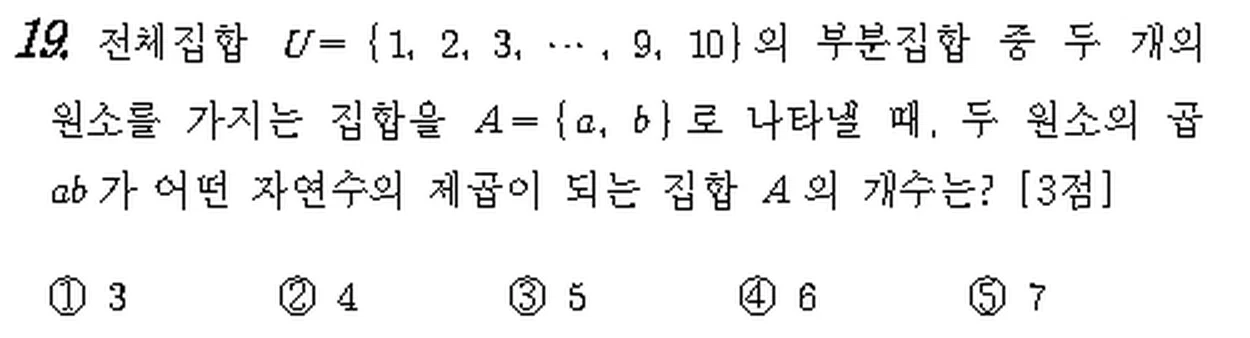 19. 전체집합 U = {1, 2, 3, ⋯, 9, 10}의 부분집합 중 두 개의
원소를 가지는 집합을 A = {a, b}로 나타낼 때, 두 원소의 곱
ab가 어떤 자연수의 제곱이 되는 집합 A의 개수는? [3점]
① 3 ② 4 ③ 5 ④ 6 ⑤ 7